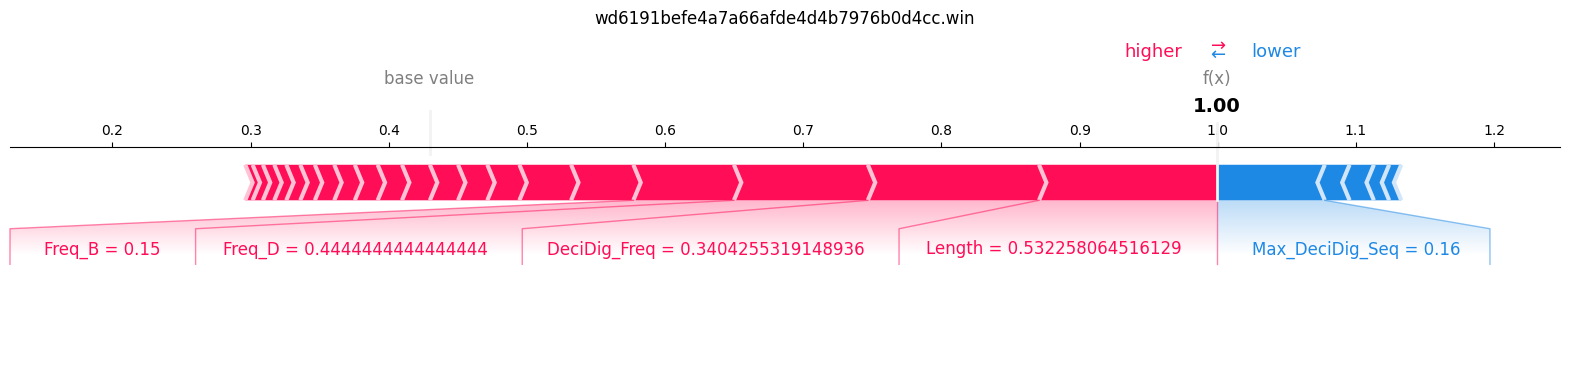 wd6191befe4a7a66afde4d4b7976b0d4cc.win
higher ⇄ lower
base value f(x)
1.00
0.2 0.3 0.4 0.5 0.6 0.7 0.8 0.9 1.0 1.1 1.2
Freq_B = 0.15 Freq_D = 0.4444444444444444 DeciDig_Freq = 0.3404255319148936 Length = 0.532258064516129 Max_DeciDig_Seq = 0.16